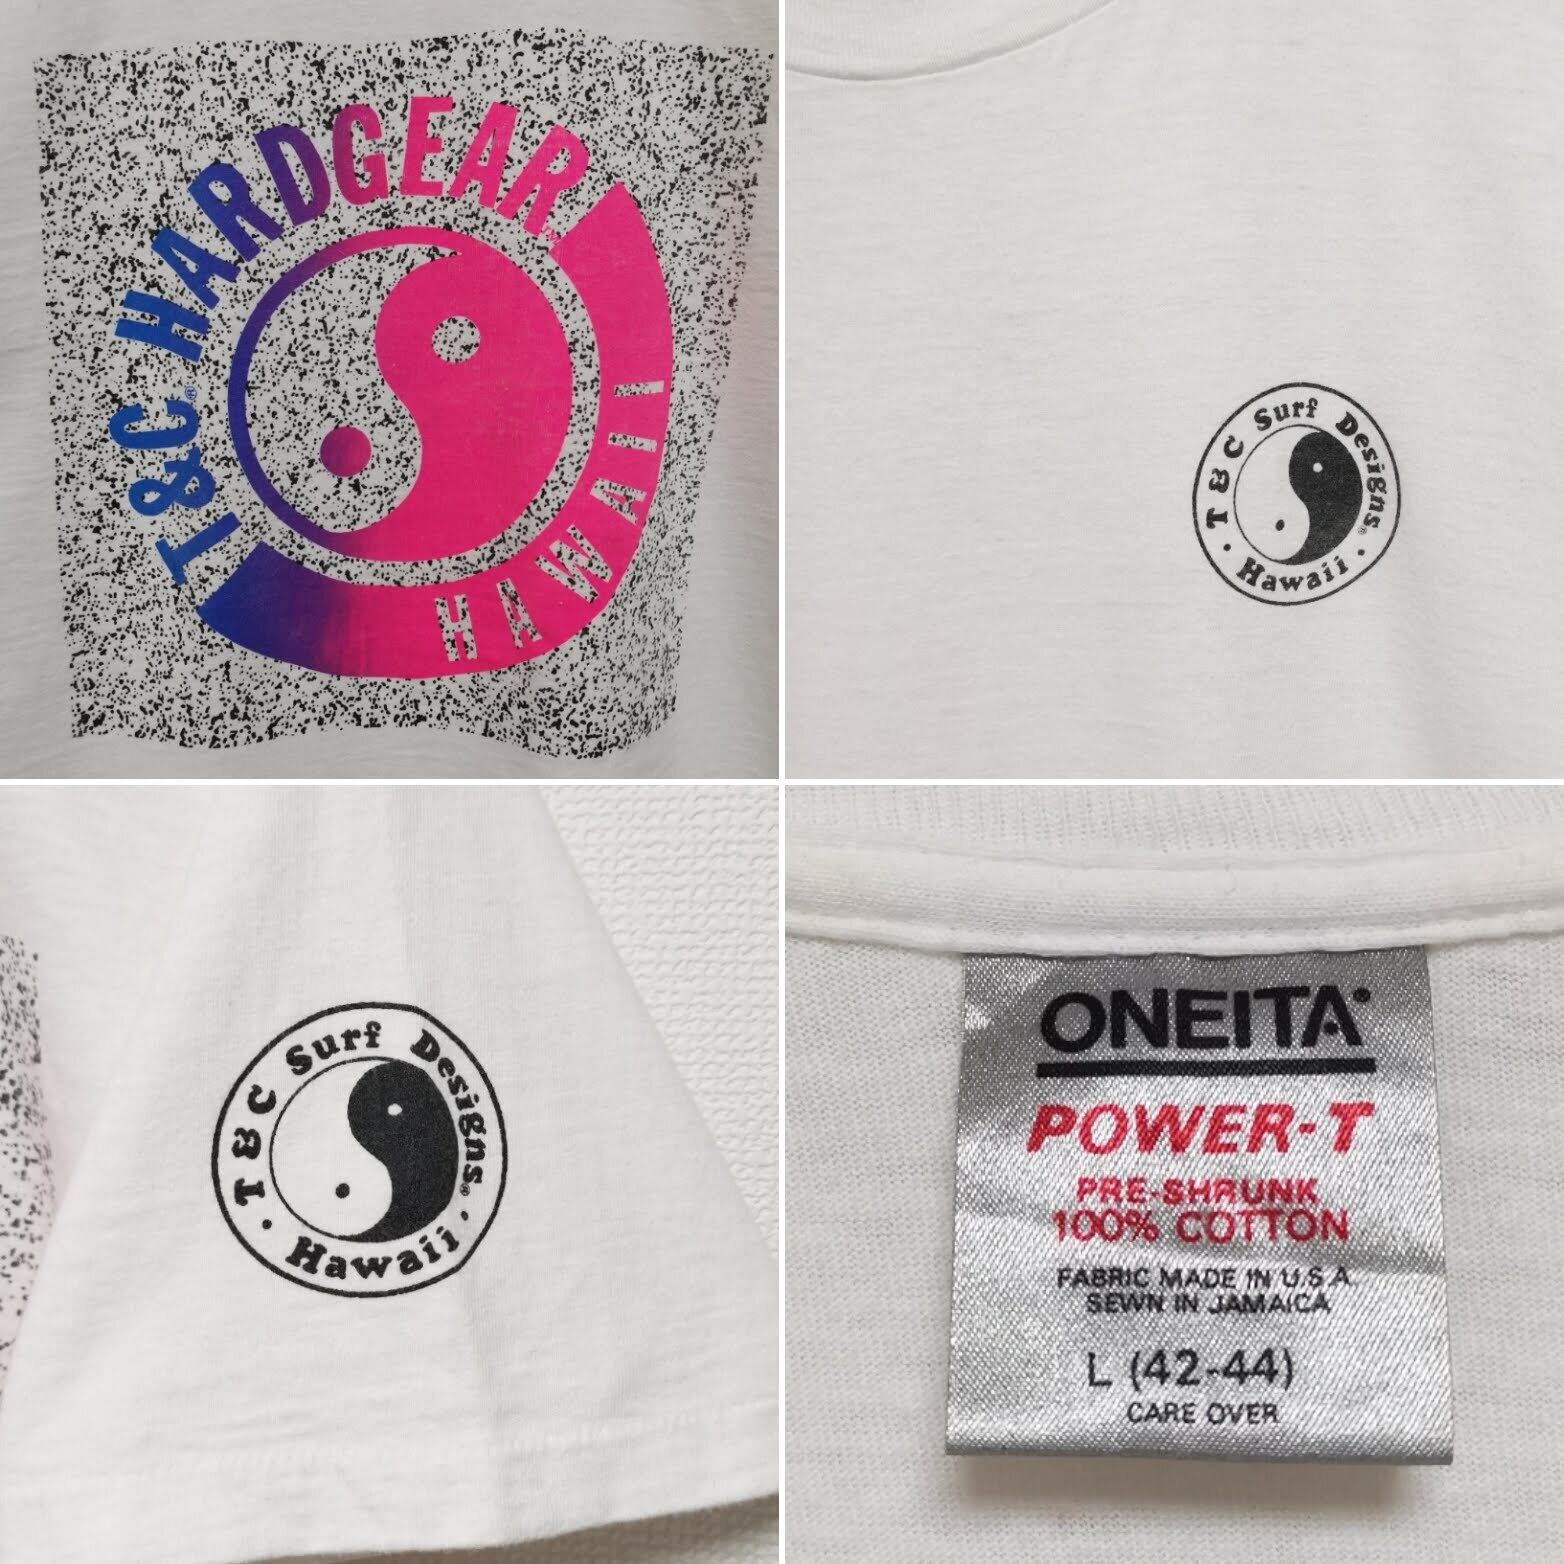 T&C® HARDGEAR™
HAWAII
T & C Surf Designs®
• Hawaii •
T & C Surf Designs®
• Hawaii •
ONEITA
POWER-T
PRE-SHRUNK
100% COTTON
FABRIC MADE IN U.S.A.
SEWN IN JAMAICA
L (42-44)
CARE OVER